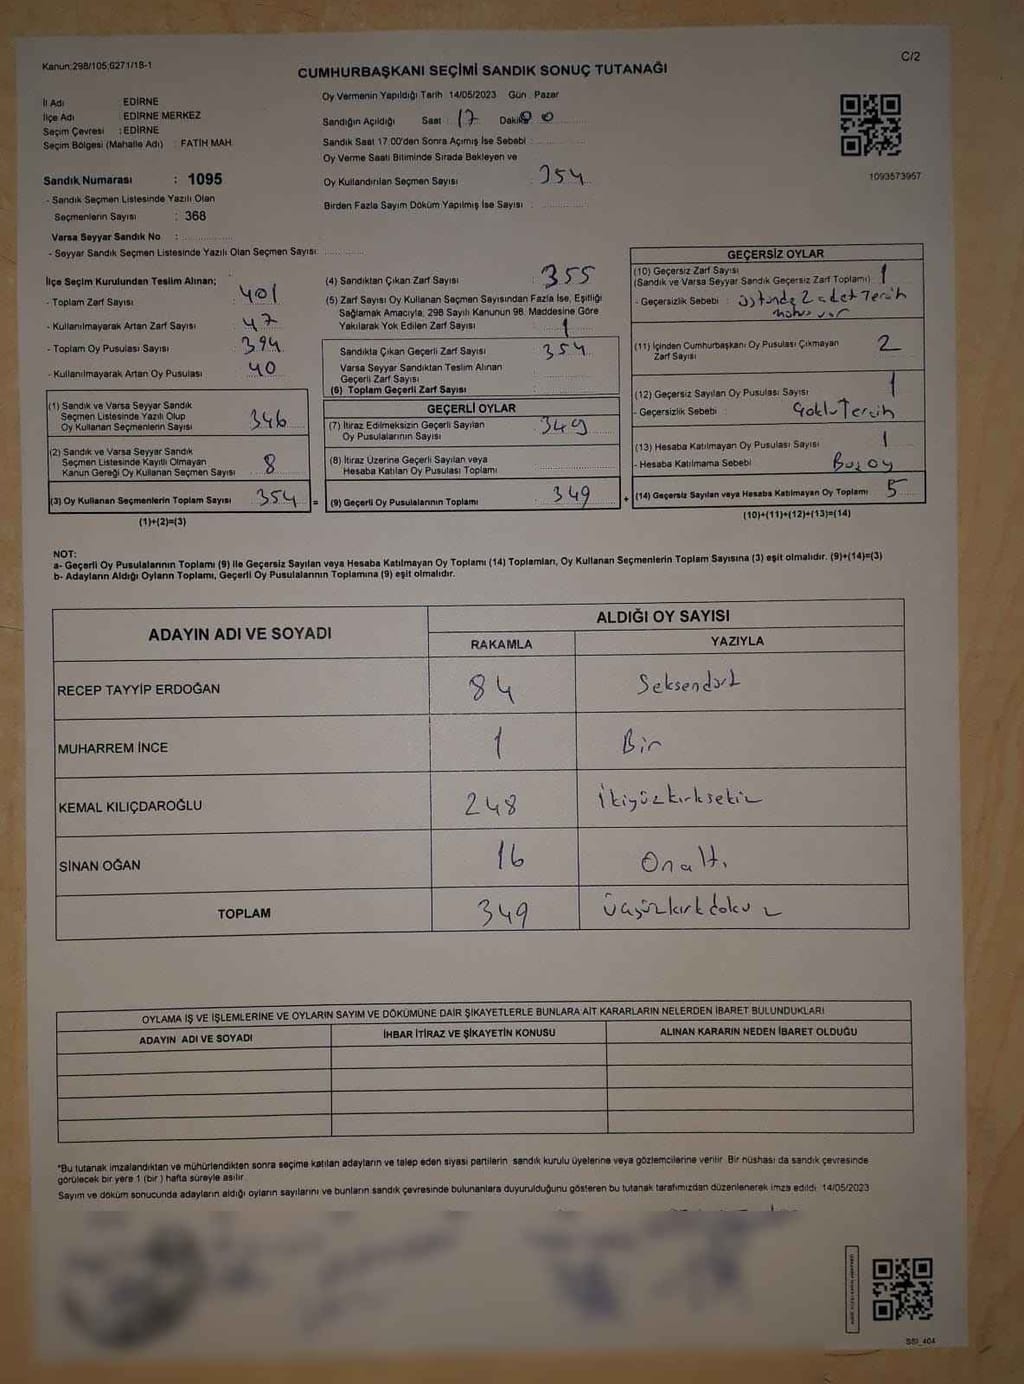 Kanun:298/105;6271/18-1
C/2
CUMHURBAŞKANI SEÇİMİ SANDIK SONUÇ TUTANAĞI
İl Adı EDİRNE
İlçe Adı EDİRNE MERKEZ
Seçim Çevresi : EDİRNE
Seçim Bölgesi (Mahalle Adı) : FATİH MAH.
Sandık Numarası : 1095
- Sandık Seçmen Listesinde Yazılı Olan
Seçmenlerin Sayısı : 368
Varsa Seyyar Sandık No :
- Seyyar Sandık Seçmen Listesinde Yazılı Olan Seçmen Sayısı:
Oy Vermenin Yapıldığı Tarih 14/05/2023 Gün Pazar
Sandığın Açıldığı Saat : 17 Dakika 00
Sandık Saat 17:00'den Sonra Açılmış İse Sebebi :
Oy Verme Saati Bitiminde Sırada Bekleyen ve
Oy Kullandırılan Seçmen Sayısı : 354
Birden Fazla Sayım Döküm Yapılmış İse Sayısı :
1093573957
İlçe Seçim Kurulundan Teslim Alınan;
- Toplam Zarf Sayısı : 401
- Kullanılmayarak Artan Zarf Sayısı : 47
- Toplam Oy Pusulası Sayısı : 394
- Kullanılmayarak Artan Oy Pusulası : 40
(1) Sandık ve Varsa Seyyar Sandık
Seçmen Listesinde Yazılı Olup
Oy Kullanan Seçmenlerin Sayısı : 346
(2) Sandık ve Varsa Seyyar Sandık
Seçmen Listesinde Kayıtlı Olmayan
Kanun Gereği Oy Kullanan Seçmen Sayısı : 8
(3) Oy Kullanan Seçmenlerin Toplam Sayısı : 354 =
(1)+(2)=(3)
(4) Sandıktan Çıkan Zarf Sayısı : 355
(5) Zarf Sayısı Oy Kullanan Seçmen Sayısından Fazla İse, Eşitliği
Sağlamak Amacıyla, 298 Sayılı Kanunun 98. Maddesine Göre
Yakılarak Yok Edilen Zarf Sayısı : 1
Sandıkta Çıkan Geçerli Zarf Sayısı : 354
Varsa Seyyar Sandıktan Teslim Alınan
Geçerli Zarf Sayısı :
(6) Toplam Geçerli Zarf Sayısı :
GEÇERLİ OYLAR
(7) İtiraz Edilmeksizin Geçerli Sayılan
Oy Pusulalarının Sayısı : 349
(8) İtiraz Üzerine Geçerli Sayılan veya
Hesaba Katılan Oy Pusulası Toplamı :
(9) Geçerli Oy Pusulalarının Toplamı : 349 +
GEÇERSİZ OYLAR
(10) Geçersiz Zarf Sayısı
(Sandık ve Varsa Seyyar Sandık Geçersiz Zarf Toplamı) : 1
- Geçersizlik Sebebi : üstünde 2 adet Tercih
(11) İçinden Cumhurbaşkanı Oy Pusulası Çıkmayan
Zarf Sayısı : 2
(12) Geçersiz Sayılan Oy Pusulası Sayısı : 1
- Geçersizlik Sebebi : Çoklu Tercih
(13) Hesaba Katılmayan Oy Pusulası Sayısı : 1
- Hesaba Katılmama Sebebi : Boş oy
(14) Geçersiz Sayılan veya Hesaba Katılmayan Oy Toplamı : 5
(10)+(11)+(12)+(13)=(14)
NOT:
a- Geçerli Oy Pusulalarının Toplamı (9) ile Geçersiz Sayılan veya Hesaba Katılmayan Oy Toplamı (14) Toplamları, Oy Kullanan Seçmenlerin Toplam Sayısına (3) eşit olmalıdır. (9)+(14)=(3)
b- Adayların Aldığı Oyların Toplamı, Geçerli Oy Pusulalarının Toplamına (9) eşit olmalıdır.
ADAYIN ADI VE SOYADI
ALDIĞI OY SAYISI
RAKAMLA YAZIYLA
RECEP TAYYİP ERDOĞAN 84 Seksendört
MUHARREM İNCE 1 Bir
KEMAL KILIÇDAROĞLU 248 İkiyüzkırksekiz
SİNAN OĞAN 16 Onaltı
TOPLAM 349 üçyüzkırkdokuz
OYLAMA İŞ VE İŞLEMLERİNE VE OYLARIN SAYIM VE DÖKÜMÜNE DAİR ŞİKAYETLERLE BUNLARA AİT KARARLARIN NELERDEN İBARET BULUNDUKLARI
ADAYIN ADI VE SOYADI İHBAR İTİRAZ VE ŞİKAYETİN KONUSU ALINAN KARARIN NEDEN İBARET OLDUĞU
*Bu tutanak imzalandıktan ve mühürlendikten sonra seçime katılan adayların ve talep eden siyasi partilerin sandık kurulu üyelerine veya gözlemcilerine verilir. Bir nüshası da sandık çevresinde
görülecek bir yere 1 (bir) hafta süreyle asılır.
Sayım ve döküm sonucunda adayların aldığı oyların sayılarını ve bunların sandık çevresinde bulunanlara duyurulduğunu gösteren bu tutanak tarafımızdan düzenlenerek imza edildi. 14/05/2023
SSI_404